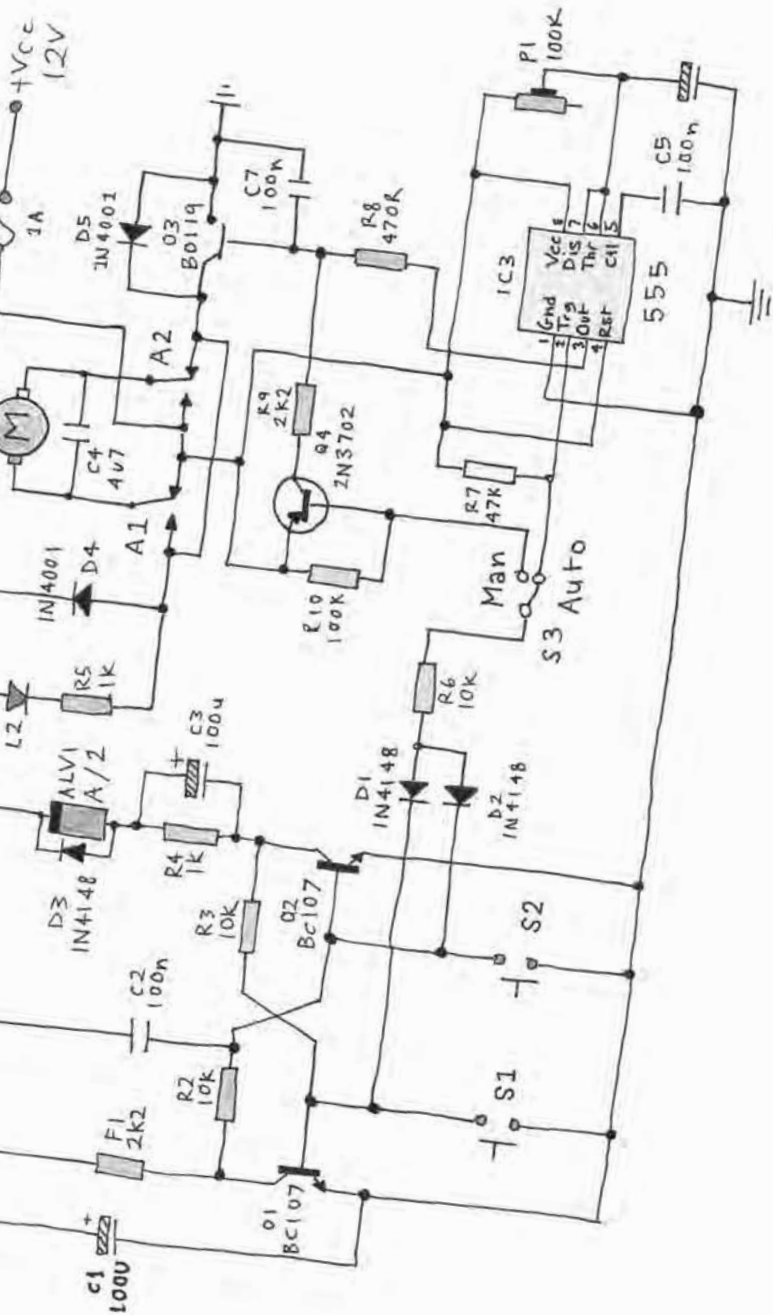 +Vcc
12V
1A
D5
1N4001
Q3
BD119
C7
100n
R8
470R
P1
100K
C5
100n
IC3
Vcc 8
Dis 7
Thr 6
Ctl 5
1 Gnd
2 Trg
3 Out
4 Rst
555
M
C4
4U7
A2
A1
R9
2K2
Q4
2N3702
R7
47K
R10
100K
Man
S3 Auto
1N4001
D4
R5
1K
L2
ALV1
A/2
D3
1N4148
C3
100u
+
R4
1K
R6
10K
D1
1N4148
D2
1N4148
R3
10K
Q2
BC107
C2
100n
R2
10K
S2
S1
F1
2K2
Q1
BC107
C1
100U
+